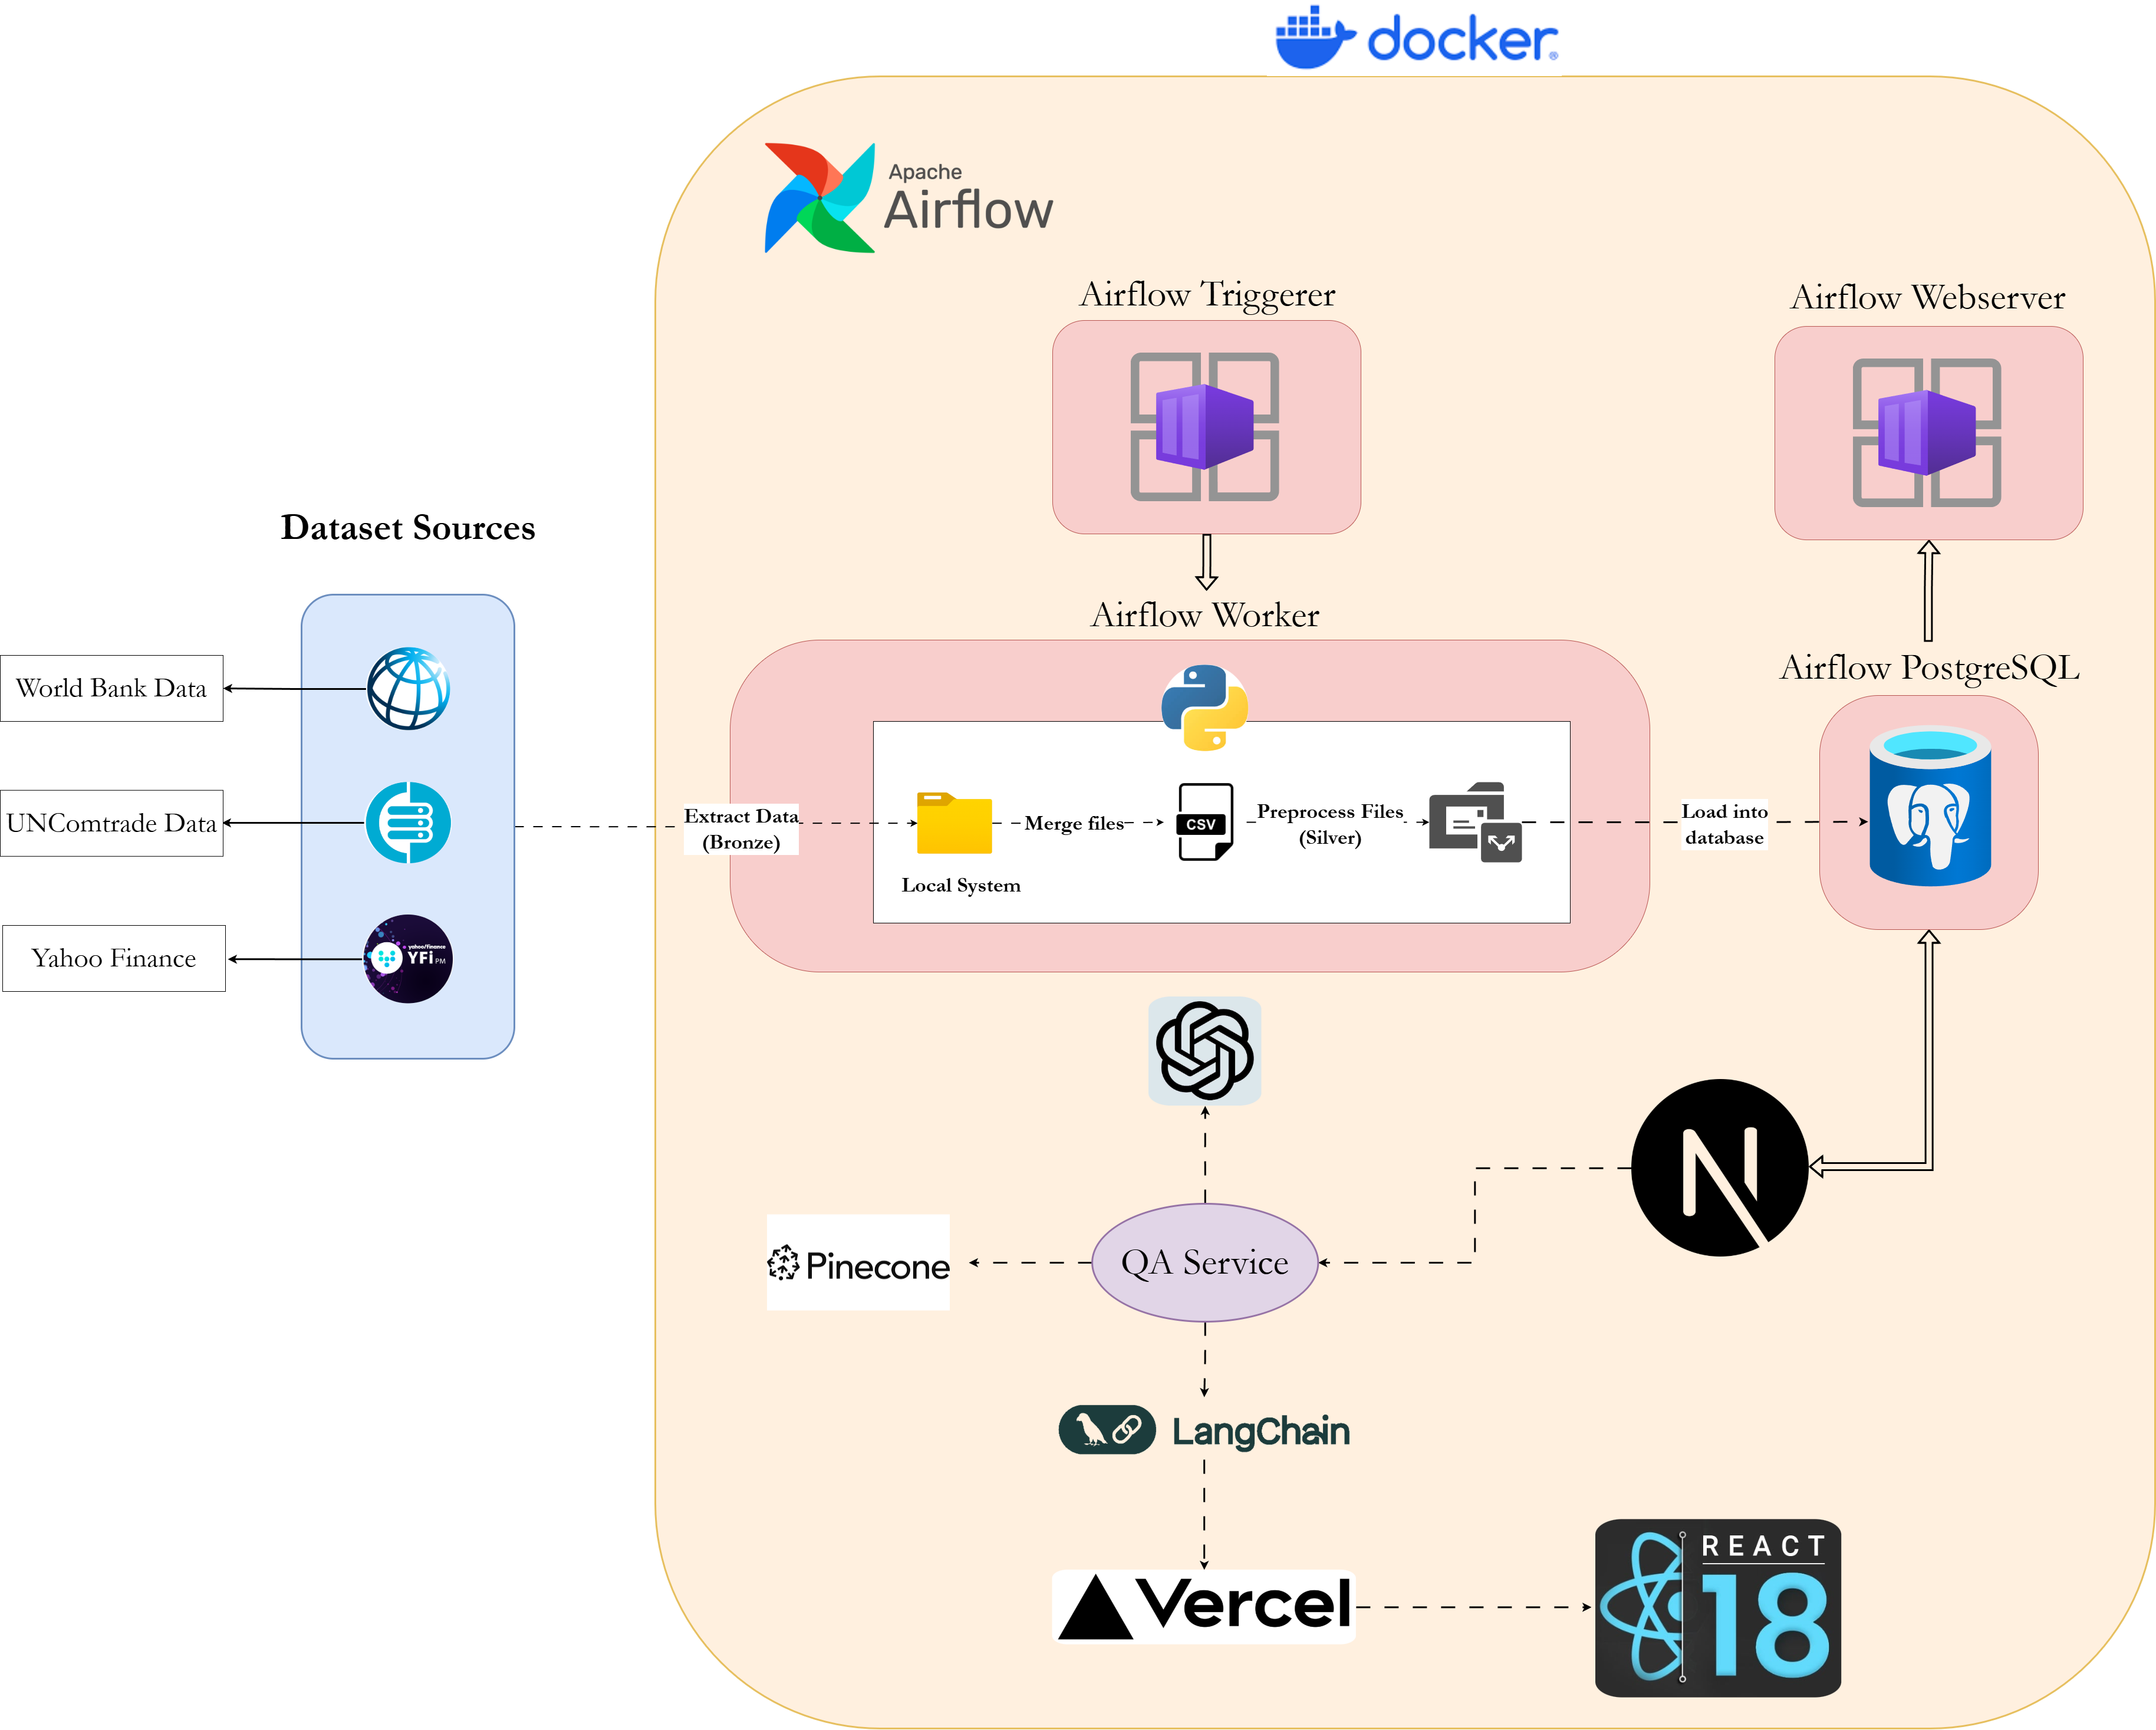 docker
Apache
Airflow
Airflow Triggerer
Airflow Webserver
Dataset Sources
Airflow Worker
Airflow PostgreSQL
World Bank Data
UNComtrade Data
Yahoo Finance
yahoo!finance
YFi PM
Extract Data
(Bronze)
Merge files
CSV
Preprocess Files
(Silver)
Load into
database
Local System
Pinecone
QA Service
LangChain
Vercel
REACT
18